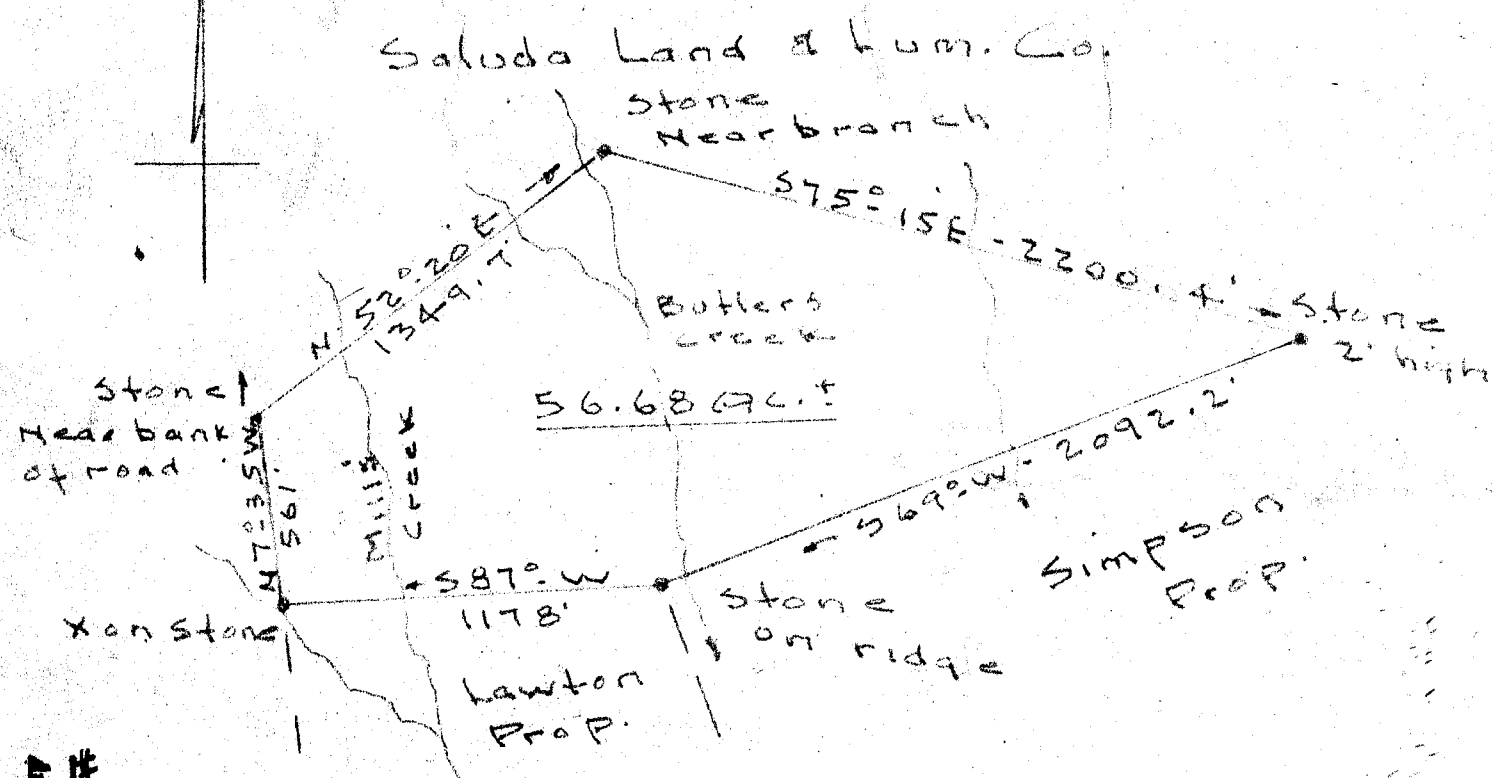 Saluda Land & Lum. Co.
Stone
Near branch
S75°-15'E - 2200.4'
Stone
2' high
N 52°-20'E
1349.7'
Butlers
Creek
56.68 Ac.±
Stone
Near bank
of road
N 7°-35'W
561'
Mill's
Creek
S69°-W - 2092.2'
Simpson
Prop.
S87°-W
1178'
Stone
on ridge
X on Stone
Lawton
Prop.